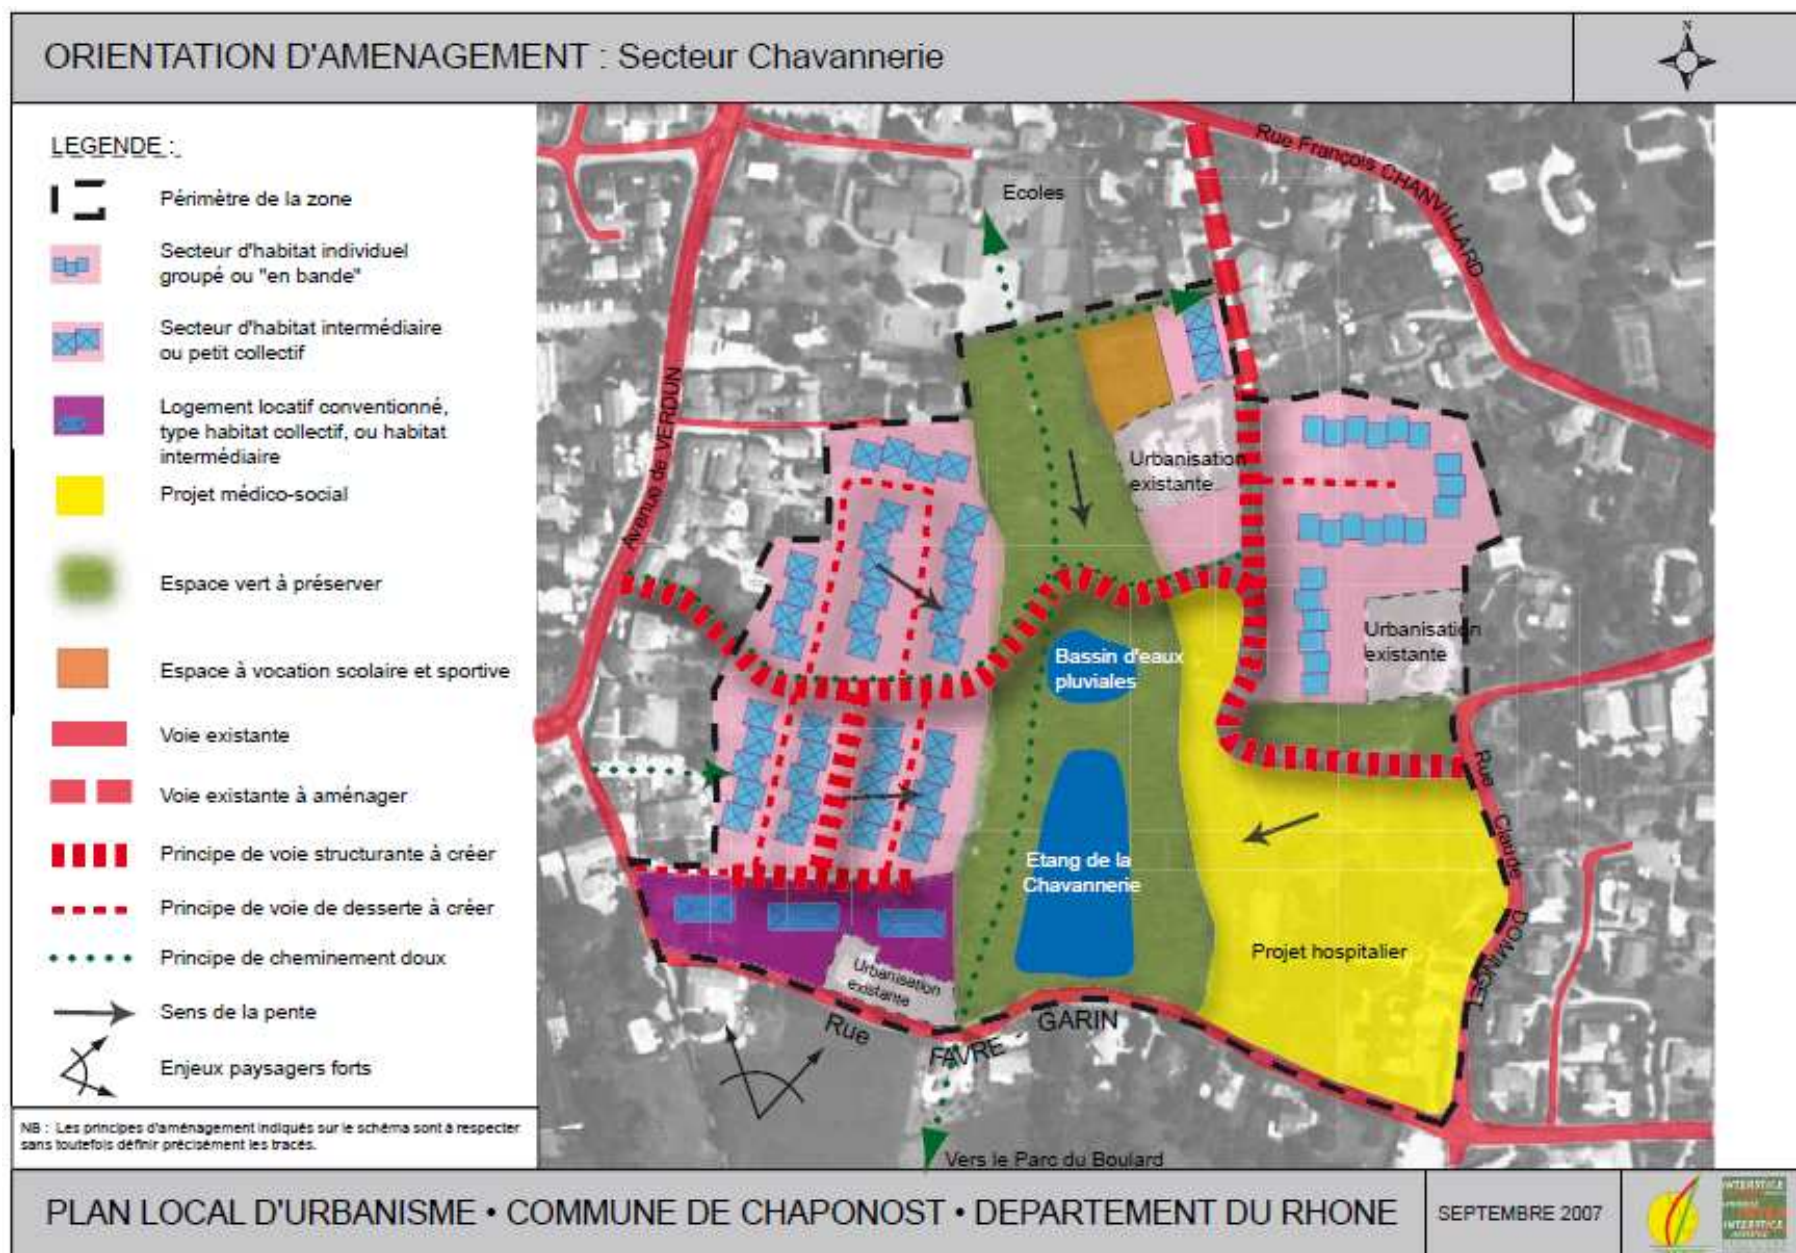 ORIENTATION D'AMENAGEMENT : Secteur Chavannerie
N
LEGENDE :
Périmètre de la zone
Secteur d'habitat individuel
groupé ou "en bande"
Secteur d'habitat intermédiaire
ou petit collectif
Logement locatif conventionné,
type habitat collectif, ou habitat
intermédiaire
Projet médico-social
Espace vert à préserver
Espace à vocation scolaire et sportive
Voie existante
Voie existante à aménager
Principe de voie structurante à créer
Principe de voie de desserte à créer
Principe de cheminement doux
Sens de la pente
Enjeux paysagers forts
NB : Les principes d'aménagement indiqués sur le schéma sont à respecter
sans toutefois définir précisément les tracés.
Rue François CHANVILLARD
Ecoles
Avenue de VERDUN
Urbanisation
existante
Urbanisation
existante
Bassin d'eaux
pluviales
Rue Claude DOMINGET
Etang de la
Chavannerie
Projet hospitalier
Urbanisation
existante
Rue FAVRE - GARIN
Vers le Parc du Boulard
PLAN LOCAL D'URBANISME • COMMUNE DE CHAPONOST • DEPARTEMENT DU RHONE
SEPTEMBRE 2007
INTERSTICE
INTERSTICE